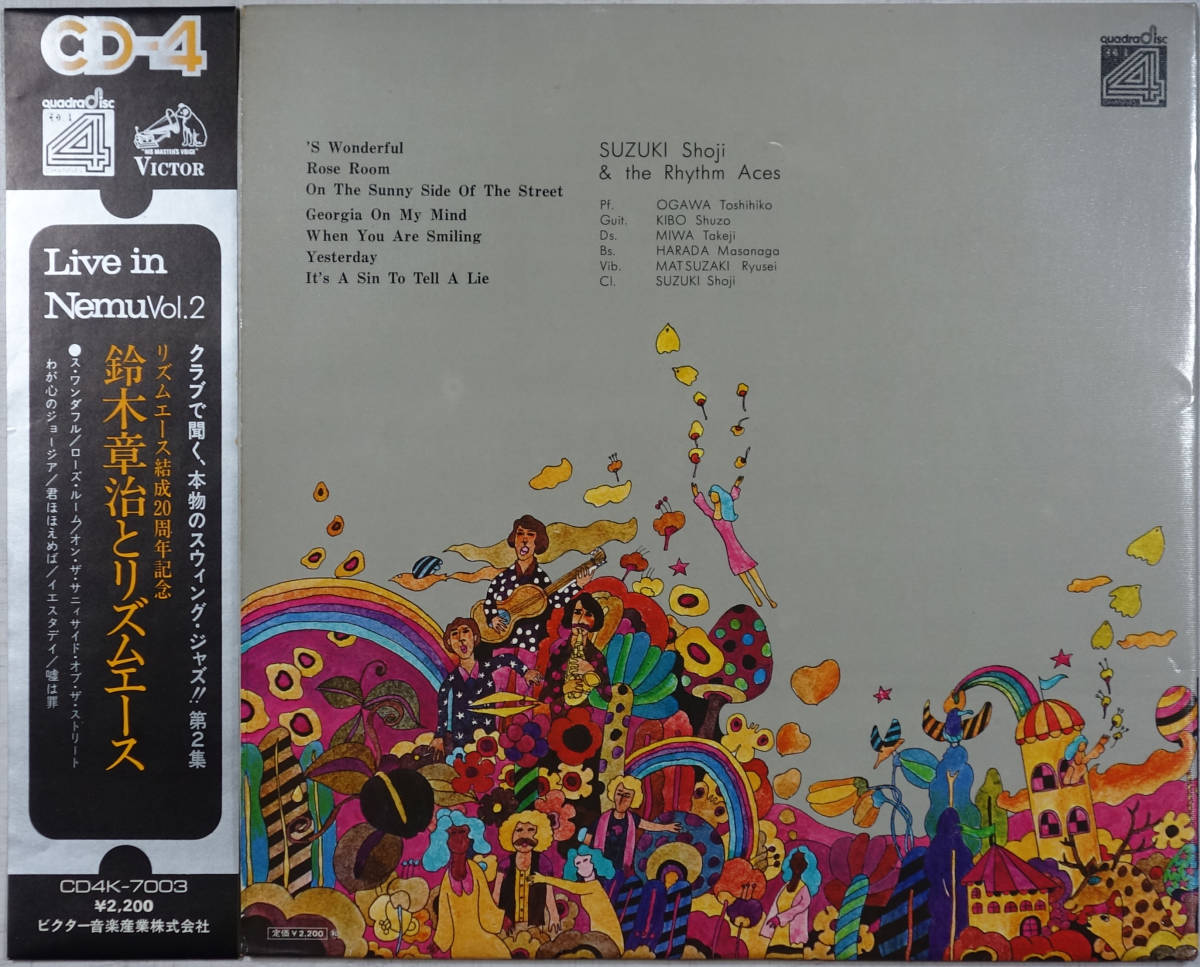 CD-4
quadradisc
4
"HIS MASTER'S VOICE"
VICTOR
Live in
Nemu Vol.2
クラブで聞く、本物のスウィング・ジャズ!! 第2集
リズムエース結成20周年記念
鈴木章治とリズムエース
●ス・ワンダフル/ローズ・ルーム/オン・ザ・サニィサイド・オブ・ザ・ストリート
わが心のジョージア/君ほほえめば/イエスタデイ/嘘は罪
CD4K-7003
¥2,200
ビクター音楽産業株式会社
'S Wonderful
Rose Room
On The Sunny Side Of The Street
Georgia On My Mind
When You Are Smiling
Yesterday
It's A Sin To Tell A Lie
SUZUKI Shoji
& the Rhythm Aces
Pf. OGAWA Toshihiko
Guit. KIBO Shuzo
Ds. MIWA Takeji
Bs. HARADA Masanaga
Vib. MATSUZAKI Ryusei
Cl. SUZUKI Shoji
quadradisc
4
定価¥2,200